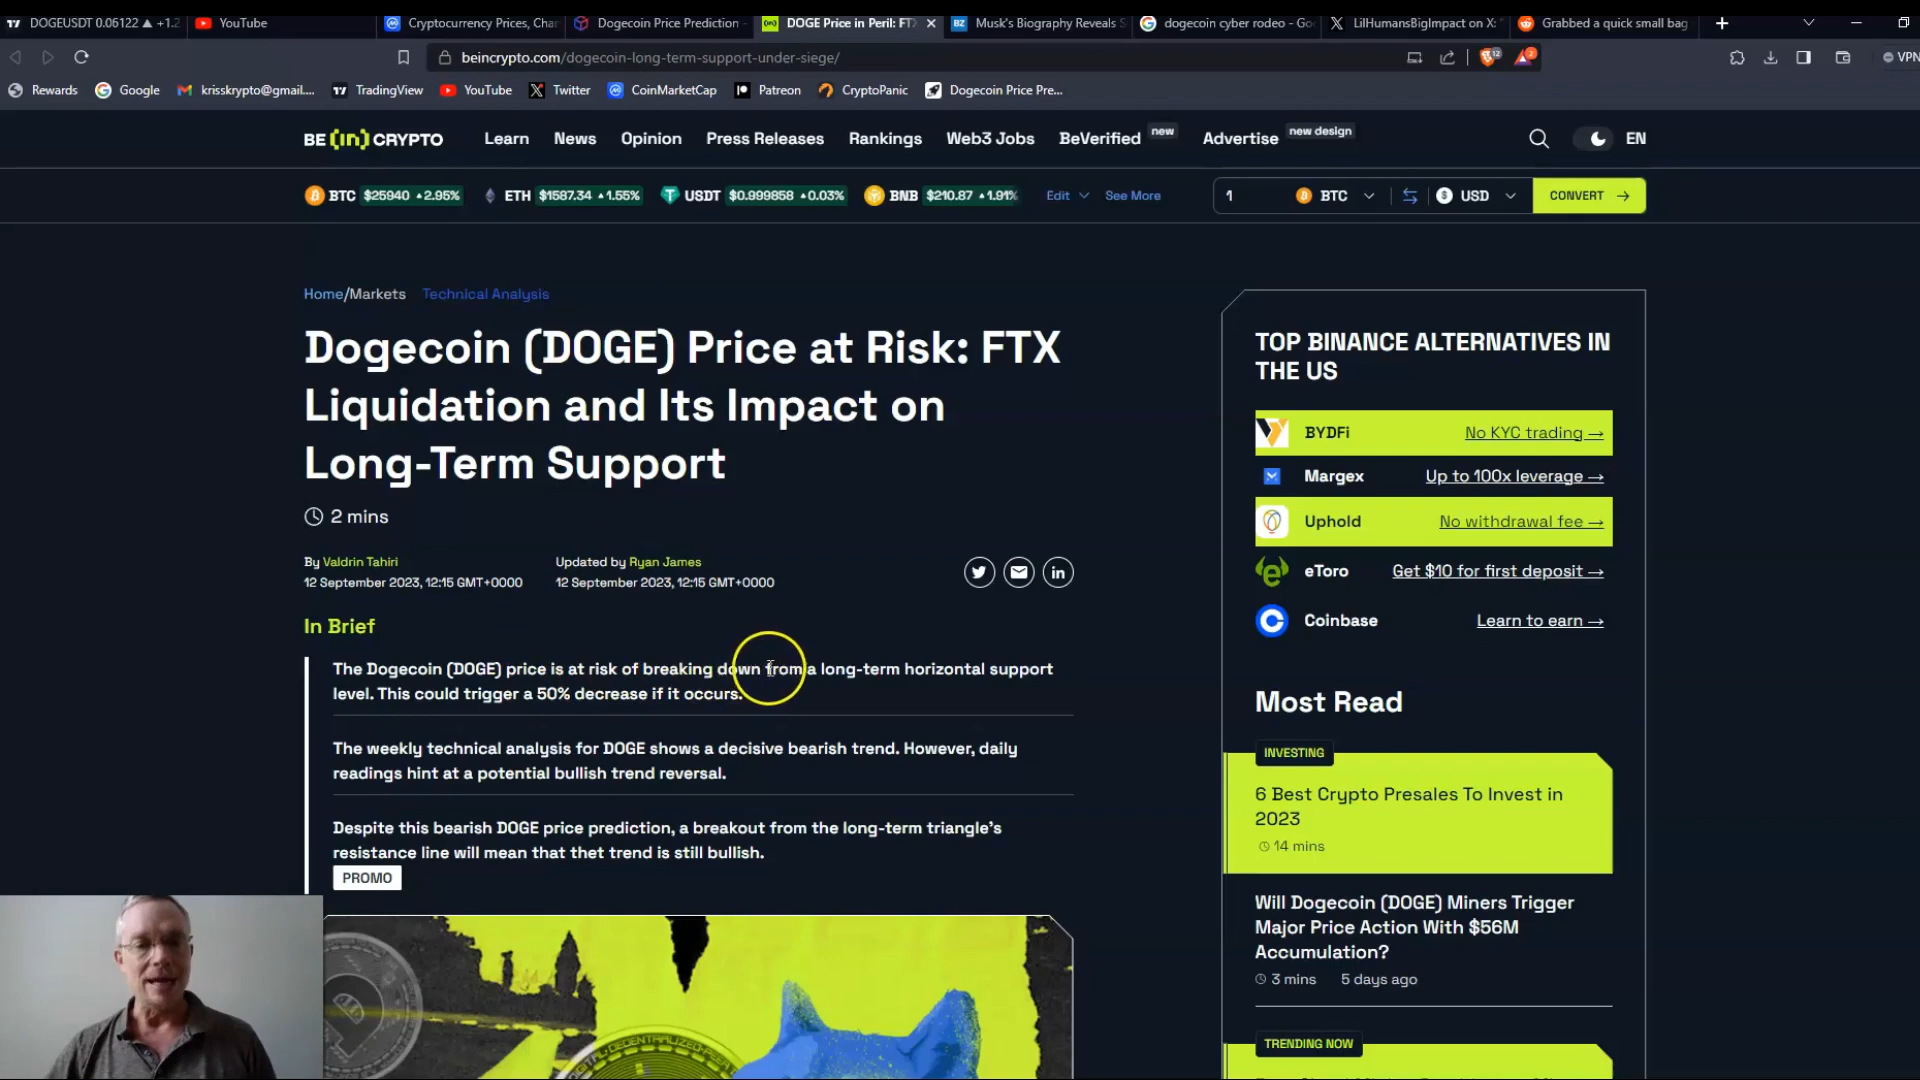 DOGEUSDT 0.06122 ▲ +1.2
YouTube
Cryptocurrency Prices, Char
Dogecoin Price Prediction
DOGE Price in Peril: FTX
Musk's Biography Reveals S
dogecoin cyber rodeo - Goo
LilHumansBigImpact on X: "
Grabbed a quick small bag
beincrypto.com/dogecoin-long-term-support-under-siege/
12
2
VPN
Rewards
Google
krisskrypto@gmail....
TradingView
YouTube
Twitter
CoinMarketCap
Patreon
CryptoPanic
Dogecoin Price Pre...
BE [in] CRYPTO
Learn
News
Opinion
Press Releases
Rankings
Web3 Jobs
BeVerified new
Advertise new design
EN
BTC $25940 ▲2.95%
ETH $1587.34 ▲1.55%
USDT $0.999858 ▲0.03%
BNB $210.87 ▲1.91%
Edit
See More
1 BTC
USD
CONVERT →
Home/Markets Technical Analysis
Dogecoin (DOGE) Price at Risk: FTX
Liquidation and Its Impact on
Long-Term Support
2 mins
By Valdrin Tahiri
12 September 2023, 12:15 GMT+0000
Updated by Ryan James
12 September 2023, 12:15 GMT+0000
In Brief
The Dogecoin (DOGE) price is at risk of breaking down from a long-term horizontal support
level. This could trigger a 50% decrease if it occurs.
The weekly technical analysis for DOGE shows a decisive bearish trend. However, daily
readings hint at a potential bullish trend reversal.
Despite this bearish DOGE price prediction, a breakout from the long-term triangle's
resistance line will mean that thet trend is still bullish.
PROMO
TOP BINANCE ALTERNATIVES IN
THE US
BYDFi No KYC trading →
Margex Up to 100x leverage →
Uphold No withdrawal fee →
eToro Get $10 for first deposit →
Coinbase Learn to earn →
Most Read
INVESTING
6 Best Crypto Presales To Invest in
2023
14 mins
Will Dogecoin (DOGE) Miners Trigger
Major Price Action With $56M
Accumulation?
3 mins 5 days ago
TRENDING NOW